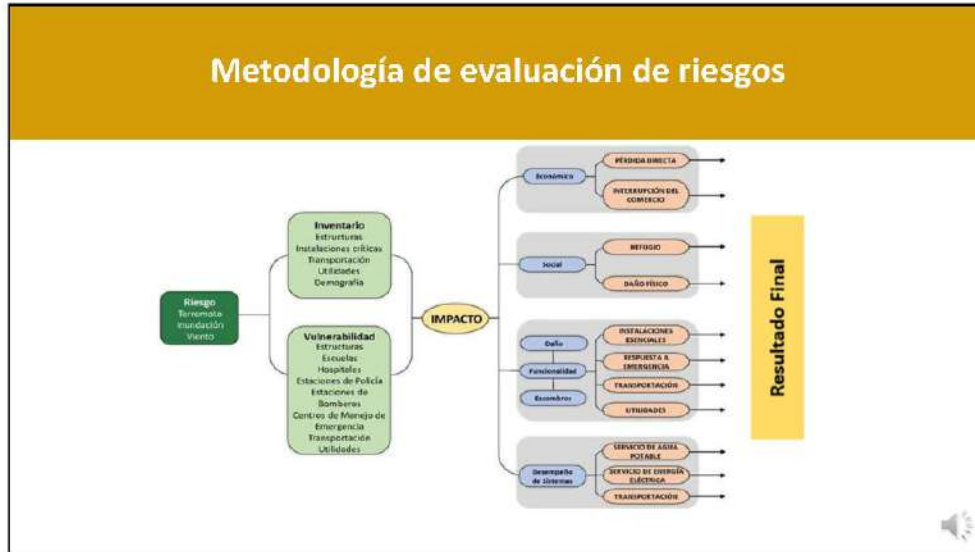 Metodología de evaluación de riesgos
Riesgo
Terremoto
Inundación
Viento
Inventario
Estructuras
Instalaciones críticas
Transportación
Utilidades
Demografía
Vulnerabilidad
Estructuras
Escuelas
Hospitales
Estaciones de Policía
Estaciones de
Bomberos
Centros de Manejo de
Emergencia
Transportación
Utilidades
IMPACTO
Económico
PÉRDIDA DIRECTA
INTERRUPCIÓN DEL
COMERCIO
Social
REFUGIO
DAÑO FÍSICO
Daño
Funcionalidad
Escombros
INSTALACIONES
ESENCIALES
RESPUESTA A
EMERGENCIA
TRANSPORTACIÓN
UTILIDADES
Desempeño
de Sistemas
SERVICIO DE AGUA
POTABLE
SERVICIO DE ENERGÍA
ELÉCTRICA
TRANSPORTACIÓN
Resultado Final